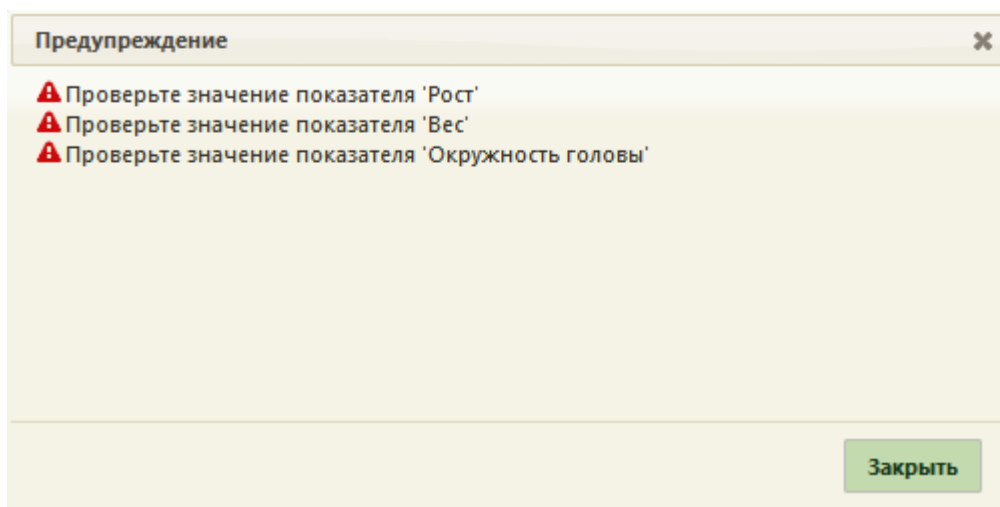 Предупреждение
Проверьте значение показателя 'Рост'
Проверьте значение показателя 'Вес'
Проверьте значение показателя 'Окружность головы'
Закрыть